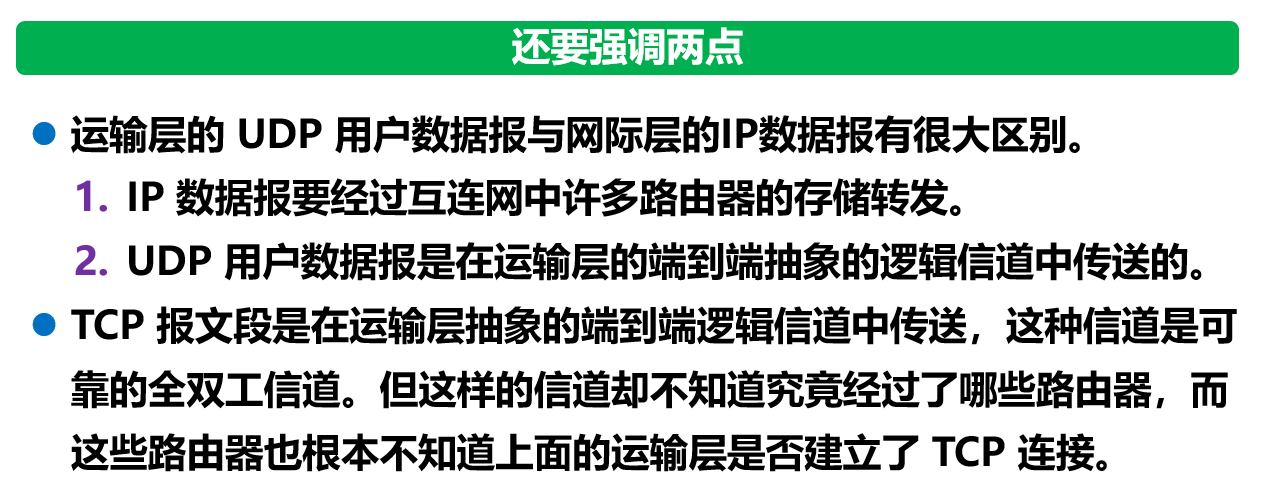 还要强调两点
运输层的 UDP 用户数据报与网际层的IP数据报有很大区别。
1. IP 数据报要经过互连网中许多路由器的存储转发。
2. UDP 用户数据报是在运输层的端到端抽象的逻辑信道中传送的。
TCP 报文段是在运输层抽象的端到端逻辑信道中传送，这种信道是可
靠的全双工信道。但这样的信道却不知道究竟经过了哪些路由器，而
这些路由器也根本不知道上面的运输层是否建立了 TCP 连接。